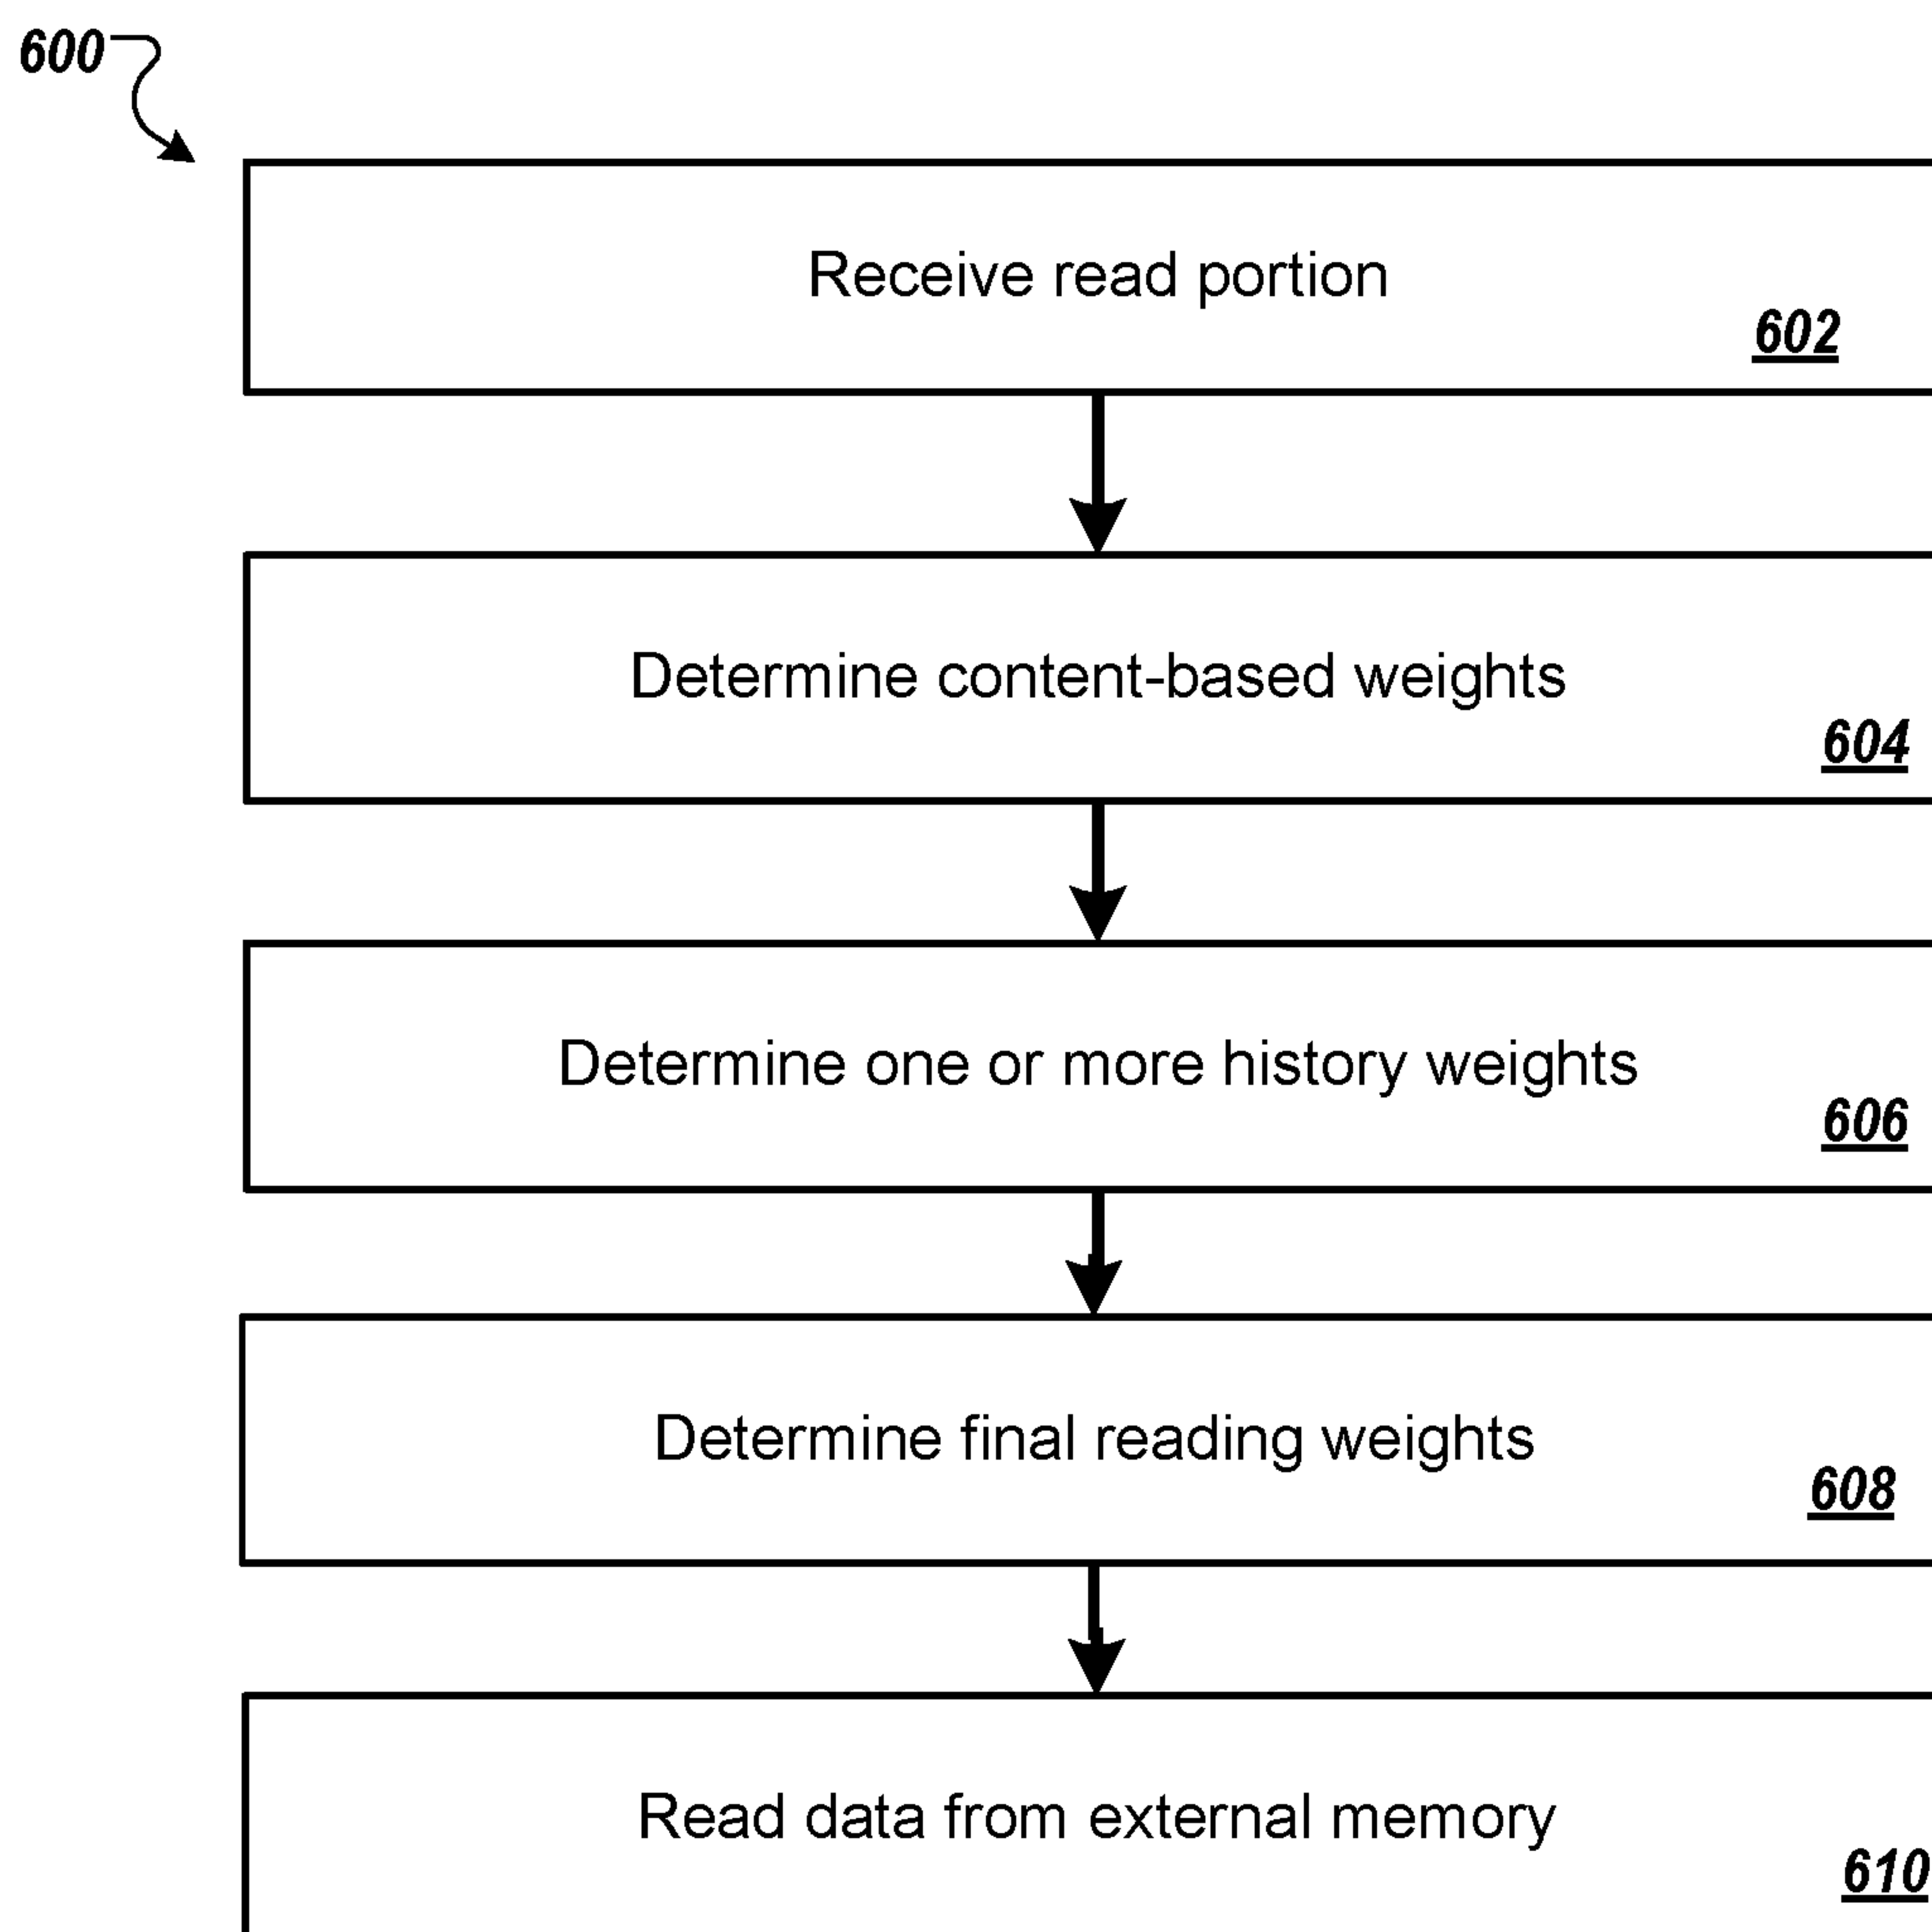 600
Receive read portion
602
Determine content-based weights
604
Determine one or more history weights
606
Determine final reading weights
608
Read data from external memory
610